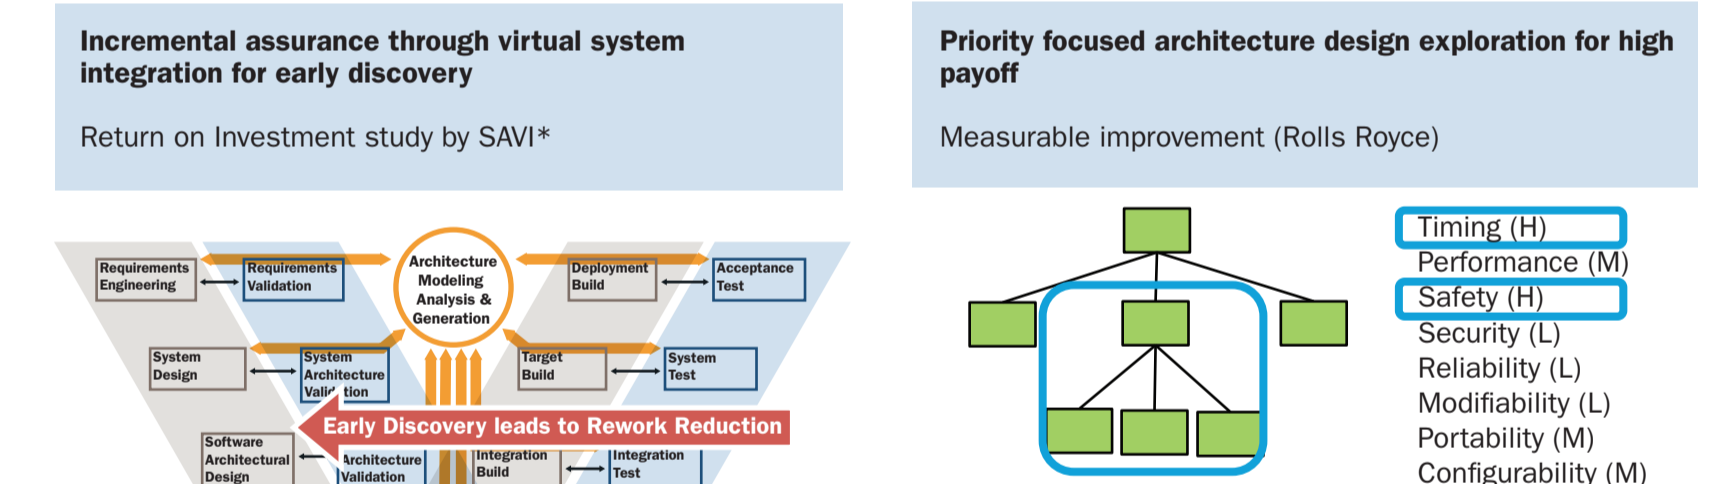 Incremental assurance through virtual system
integration for early discovery
Return on Investment study by SAVI*
Requirements
Engineering
Requirements
Validation
Architecture
Modeling
Analysis &
Generation
Deployment
Build
Acceptance
Test
System
Design
System
Architecture
Validation
Target
Build
System
Test
Early Discovery leads to Rework Reduction
Software
Architectural
Design
Architecture
Validation
Integration
Build
Integration
Test
Priority focused architecture design exploration for high
payoff
Measurable improvement (Rolls Royce)
Timing (H)
Performance (M)
Safety (H)
Security (L)
Reliability (L)
Modifiability (L)
Portability (M)
Configurability (M)